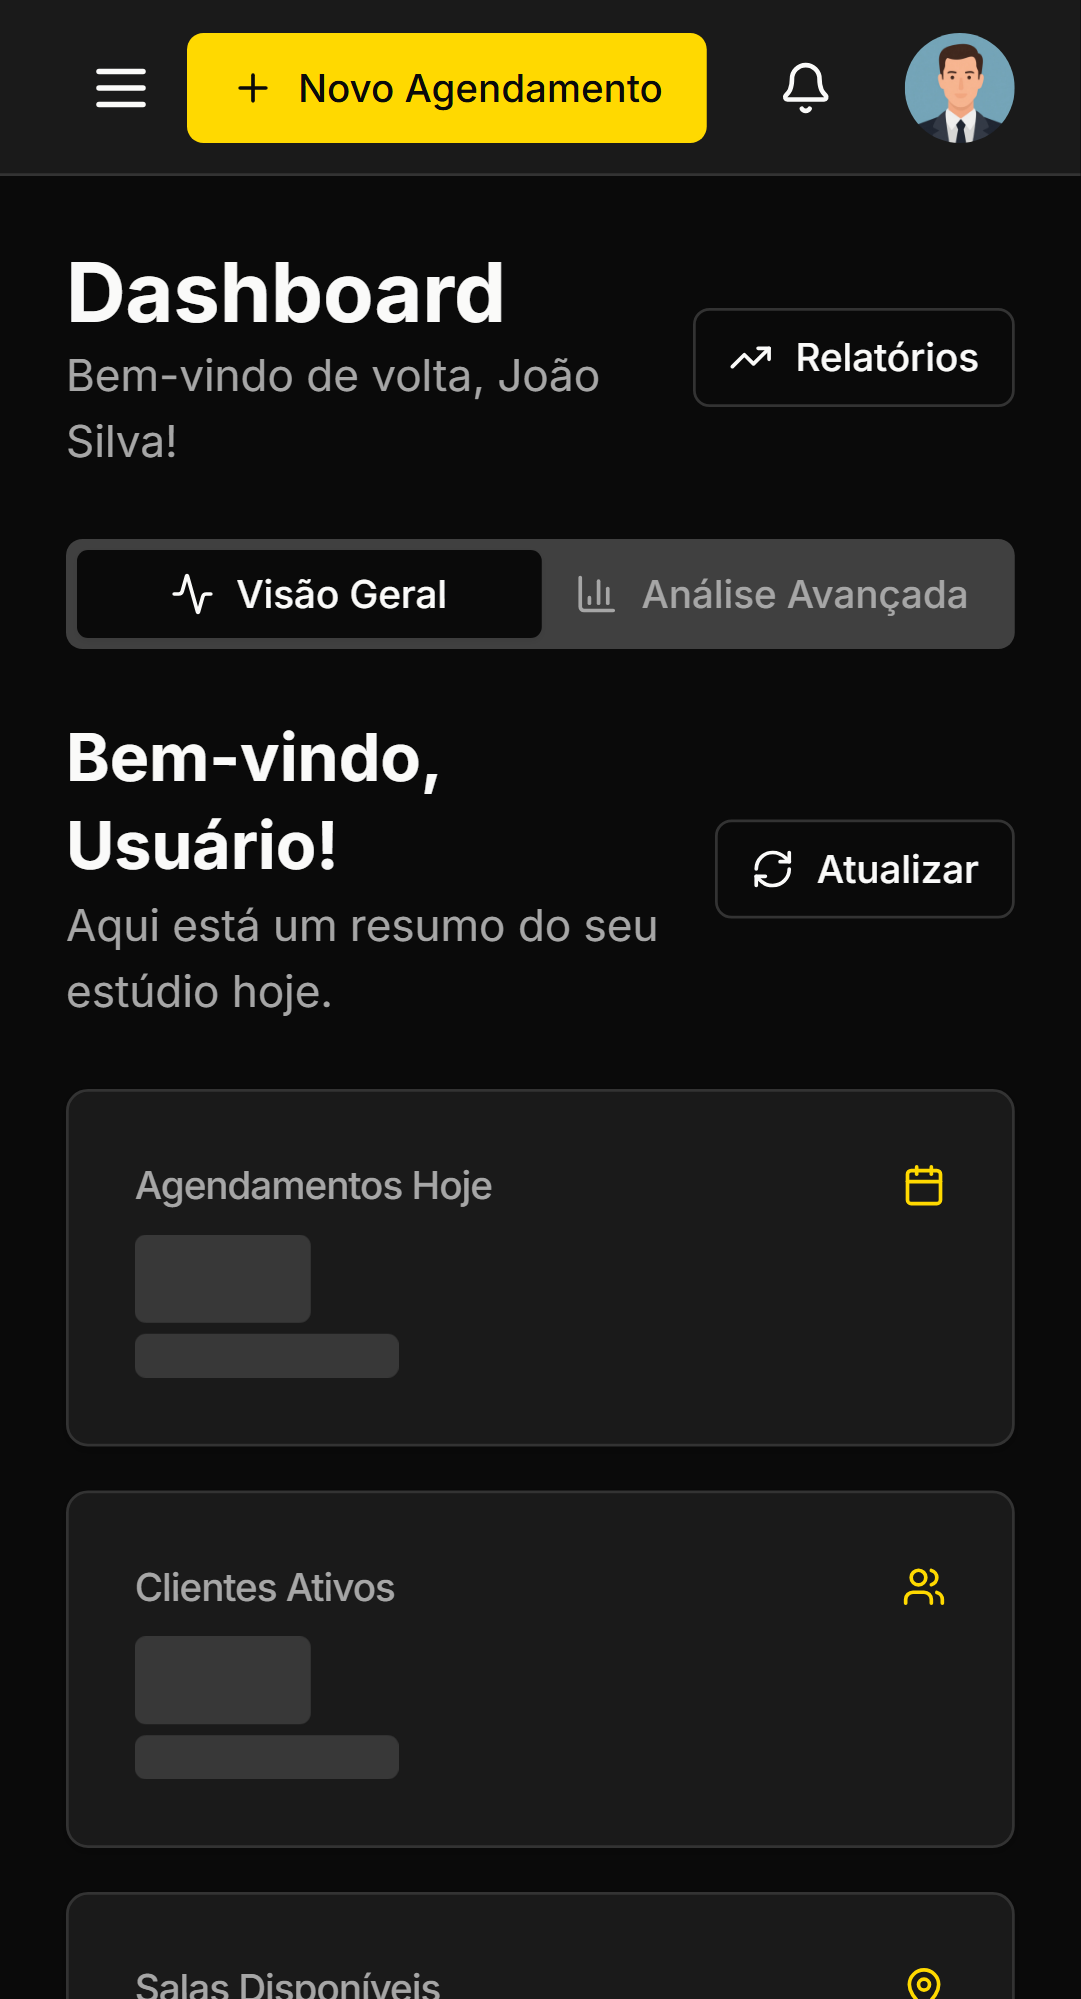 Novo Agendamento
Dashboard
Bem-vindo de volta, João
Silva!
Relatórios
Visão Geral
Análise Avançada
Bem-vindo,
Usuário!
Aqui está um resumo do seu
estúdio hoje.
Atualizar
Agendamentos Hoje
Clientes Ativos
Salas Disponíveis